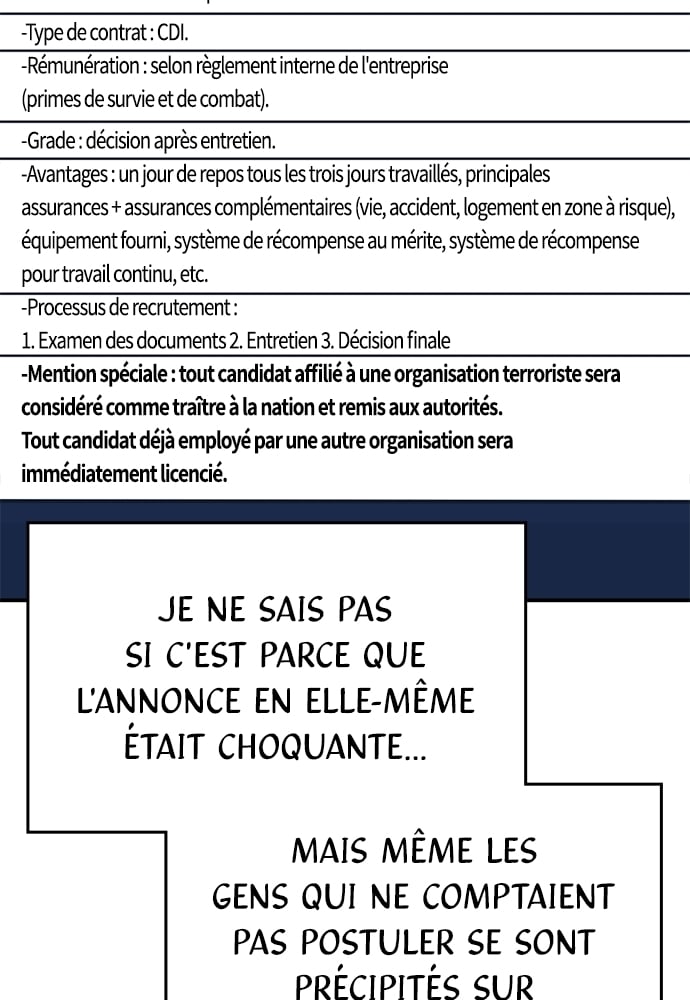 -Type de contrat : CDI.
-Rémunération : selon règlement interne de l'entreprise
(primes de survie et de combat).
-Grade : décision après entretien.
-Avantages : un jour de repos tous les trois jours travaillés, principales
assurances + assurances complémentaires (vie, accident, logement en zone à risque),
équipement fourni, système de récompense au mérite, système de récompense
pour travail continu, etc.
-Processus de recrutement :
1. Examen des documents 2. Entretien 3. Décision finale
-Mention spéciale : tout candidat affilié à une organisation terroriste sera
considéré comme traître à la nation et remis aux autorités.
Tout candidat déjà employé par une autre organisation sera
immédiatement licencié.
JE NE SAIS PAS
SI C'EST PARCE QUE
L'ANNONCE EN ELLE-MÊME
ÉTAIT CHOQUANTE...
MAIS MÊME LES
GENS QUI NE COMPTAIENT
PAS POSTULER SE SONT
PRÉCIPITÉS SUR